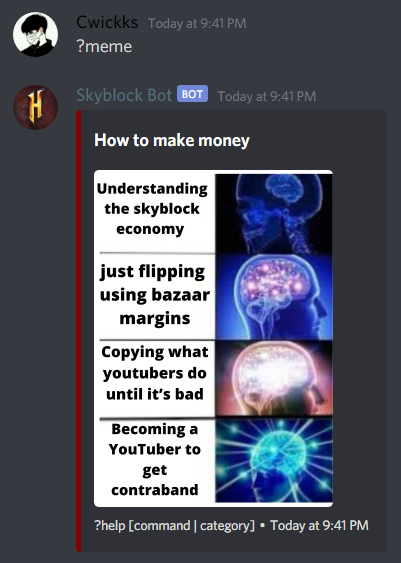 Cwickks Today at 9:41 PM
?meme
Skyblock Bot BOT Today at 9:41 PM
How to make money
Understanding
the skyblock
economy
just flipping
using bazaar
margins
Copying what
youtubers do
until it's bad
Becoming a
YouTuber to
get
contraband
?help [command | category] • Today at 9:41 PM